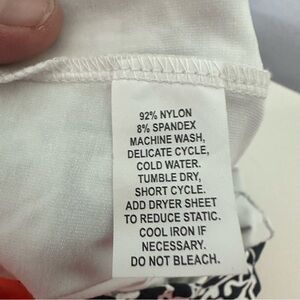 92% NYLON
8% SPANDEX
MACHINE WASH,
DELICATE CYCLE,
COLD WATER.
TUMBLE DRY,
SHORT CYCLE.
ADD DRYER SHEET
TO REDUCE STATIC.
COOL IRON IF
NECESSARY.
DO NOT BLEACH.